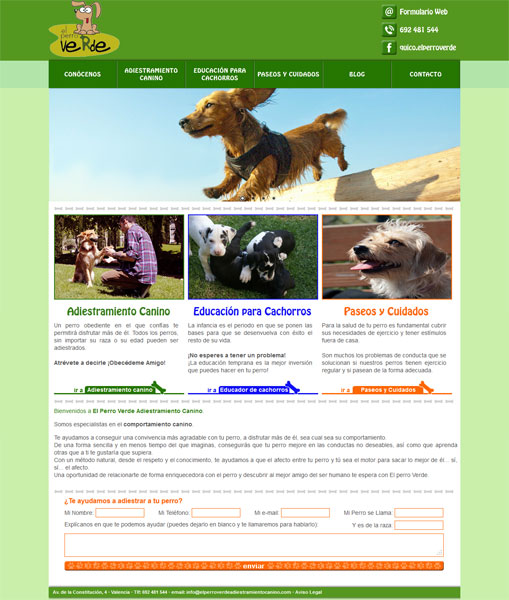 el perro
veRde
Formulario Web
692 481 544
quico.elperroverde
CONÓCENOS
ADIESTRAMIENTO
CANINO
EDUCACIÓN PARA
CACHORROS
PASEOS Y CUIDADOS
BLOG
CONTACTO
Adiestramiento Canino
Un perro obediente en el que confías te
permitirá disfrutar más de él. Todos los perros,
sin importar su raza o su edad pueden ser
adiestrados.
Atrévete a decirle ¡Obecédeme Amigo!
ir a Adiestramiento canino
Educación para Cachorros
La infancia es el periodo en que se ponen las
bases para que se desenvuelva con éxito el
resto de su vida.
¡No esperes a tener un problema!
¡La educación temprana es la mejor inversión
que puedes hacer en tu perro!
ir a Educador de cachorros
Paseos y Cuidados
Para la salud de tu perro es fundamental cubrir
sus necesidades de ejercicio y tener estímulos
fuera de casa.
Son muchos los problemas de conducta que se
solucionan si nuestros perros tienen ejercicio
regular y si pasean de la forma adecuada.
ir a Paseos y Cuidados
Bienvenidos a El Perro Verde Adiestramiento Canino.
Somos especialistas en el comportamiento canino.
Te ayudamos a conseguir una convivencia más agradable con tu perro, a disfrutar más de él, sea cual sea su comportamiento.
De una forma sencilla y en menos tiempo del que imaginas, conseguirás que tu perro mejore en las conductas no deseables, así como que aprenda
otras que a ti te gustaría que supiera.
Con un método natural, desde el respeto y el conocimiento, te ayudamos a que el afecto entre tu perro y tú sea el motor para sacar lo mejor de él... sí,
sí... el afecto.
Una oportunidad de relacionarte de forma enriquecedora con el perro y descubrir al mejor amigo del ser humano te espera con El perro Verde.
¿Te ayudamos a adiestrar a tu perro?
Mi nombre:
Mi Teléfono:
Mi e-mail:
Mi Perro se Llama:
Explícanos en que te podemos ayudar (puedes dejarlo en blanco y te llamaremos para hablarlo):
Y es de la raza:
enviar
Av. de la Constitución, 4 - Valencia - Tlf: 692 481 544 - email: info@elperroverdeadiestramientocanino.com - Aviso Legal